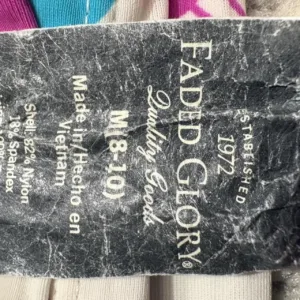 ESTABLISHED
1972
FADED GLORY®
Quality Goods
M(8-10)
Made in/Hecho en
Vietnam
Shell: 82% Nylon
18% Spandex